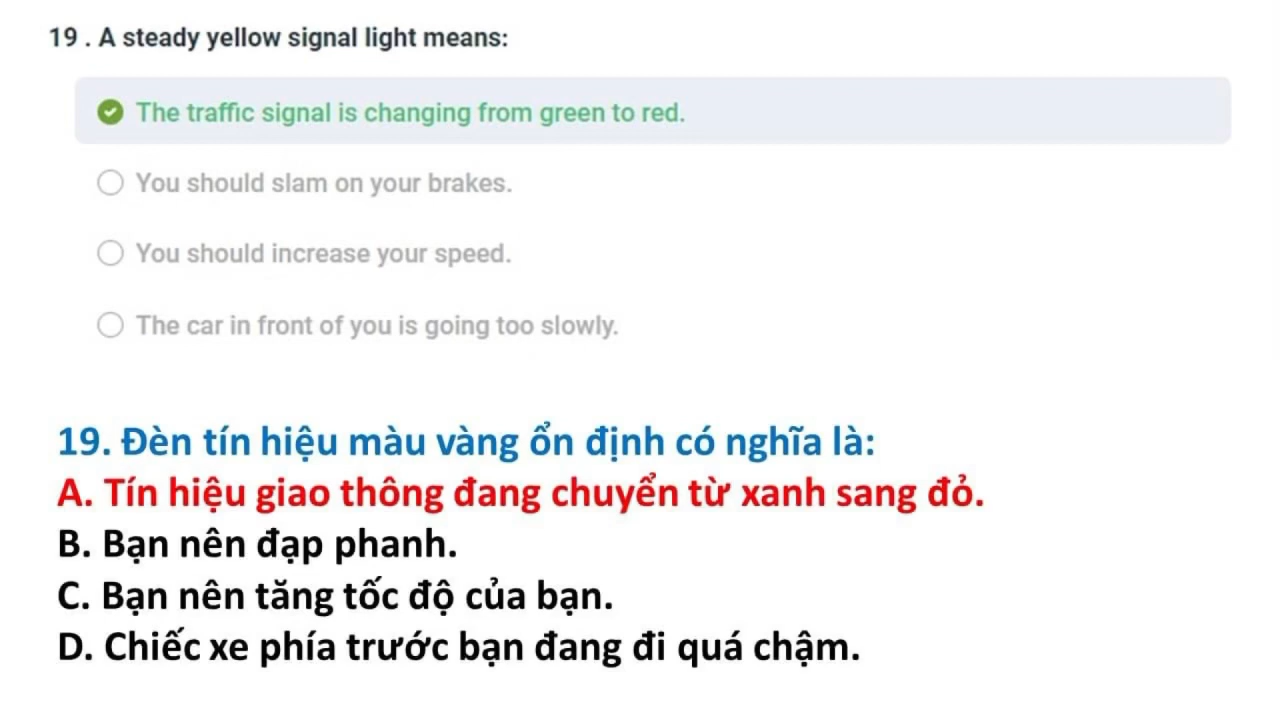 19 . A steady yellow signal light means:
The traffic signal is changing from green to red.
You should slam on your brakes.
You should increase your speed.
The car in front of you is going too slowly.
19. Đèn tín hiệu màu vàng ổn định có nghĩa là:
A. Tín hiệu giao thông đang chuyển từ xanh sang đỏ.
B. Bạn nên đạp phanh.
C. Bạn nên tăng tốc độ của bạn.
D. Chiếc xe phía trước bạn đang đi quá chậm.